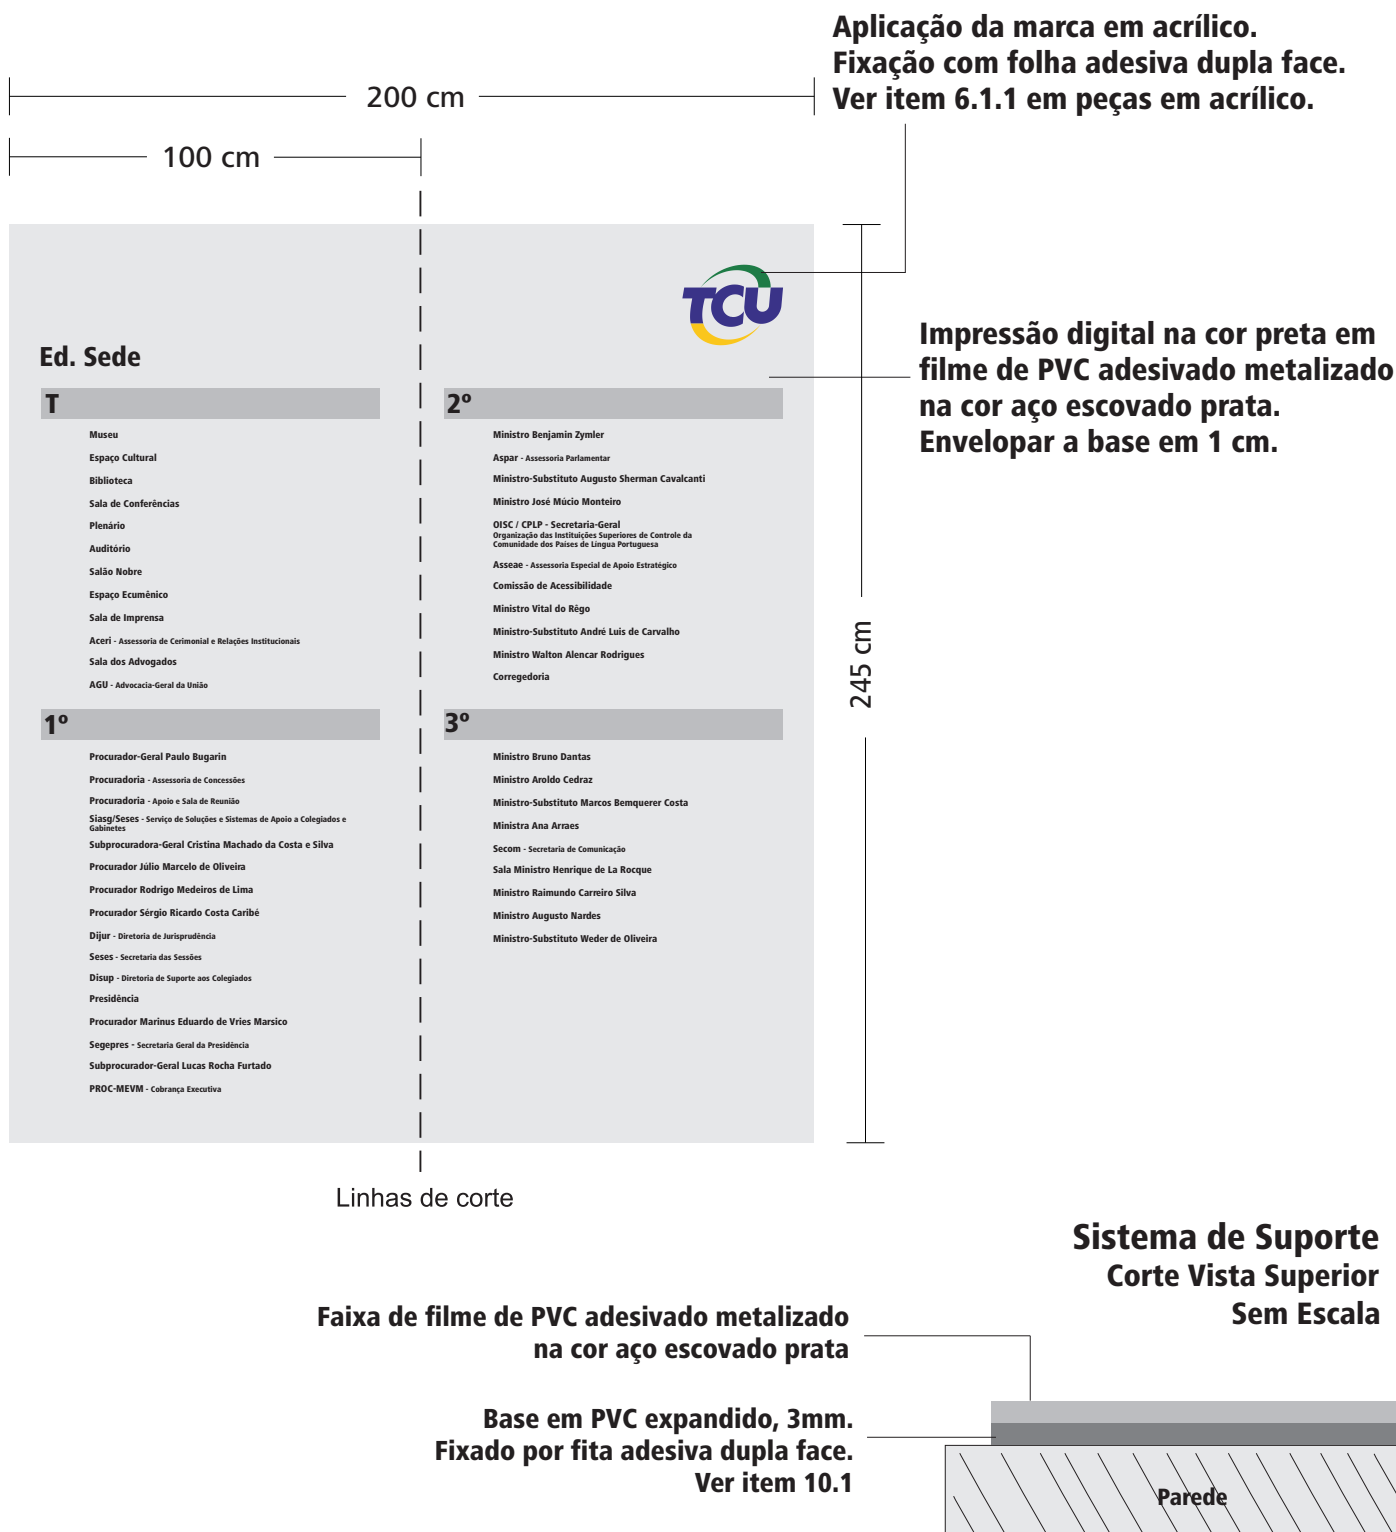 Aplicação da marca em acrílico.
Fixação com folha adesiva dupla face.
Ver item 6.1.1 em peças em acrílico.
200 cm
100 cm
TCU
Ed. Sede
T
Museu
Espaço Cultural
Biblioteca
Sala de Conferências
Plenário
Auditório
Salão Nobre
Espaço Ecumênico
Sala de Imprensa
Aceri - Assessoria de Cerimonial e Relações Institucionais
Sala dos Advogados
AGU - Advocacia-Geral da União
1º
Procurador-Geral Paulo Bugarin
Procuradoria - Assessoria de Concessões
Procuradoria - Apoio e Sala de Reunião
Siasg/Seses - Serviço de Soluções e Sistemas de Apoio a Colegiados e
Gabinetes
Subprocuradora-Geral Cristina Machado da Costa e Silva
Procurador Júlio Marcelo de Oliveira
Procurador Rodrigo Medeiros de Lima
Procurador Sérgio Ricardo Costa Caribé
Dijur - Diretoria de Jurisprudência
Seses - Secretaria das Sessões
Disup - Diretoria de Suporte aos Colegiados
Presidência
Procurador Marinus Eduardo de Vries Marsico
Segepres - Secretaria Geral da Presidência
Subprocurador-Geral Lucas Rocha Furtado
PROC-MEVM - Cobrança Executiva
2º
Ministro Benjamin Zymler
Aspar - Assessoria Parlamentar
Ministro-Substituto Augusto Sherman Cavalcanti
Ministro José Múcio Monteiro
OISC / CPLP - Secretaria-Geral
Organização das Instituições Superiores de Controle da
Comunidade dos Países de Língua Portuguesa
Asseae - Assessoria Especial de Apoio Estratégico
Comissão de Acessibilidade
Ministro Vital do Rêgo
Ministro-Substituto André Luis de Carvalho
Ministro Walton Alencar Rodrigues
Corregedoria
3º
Ministro Bruno Dantas
Ministro Aroldo Cedraz
Ministro-Substituto Marcos Bemquerer Costa
Ministra Ana Arraes
Secom - Secretaria de Comunicação
Sala Ministro Henrique de La Rocque
Ministro Raimundo Carreiro Silva
Ministro Augusto Nardes
Ministro-Substituto Weder de Oliveira
Impressão digital na cor preta em
filme de PVC adesivado metalizado
na cor aço escovado prata.
Envelopar a base em 1 cm.
245 cm
Linhas de corte
Sistema de Suporte
Corte Vista Superior
Sem Escala
Faixa de filme de PVC adesivado metalizado
na cor aço escovado prata
Base em PVC expandido, 3mm.
Fixado por fita adesiva dupla face.
Ver item 10.1
Parede